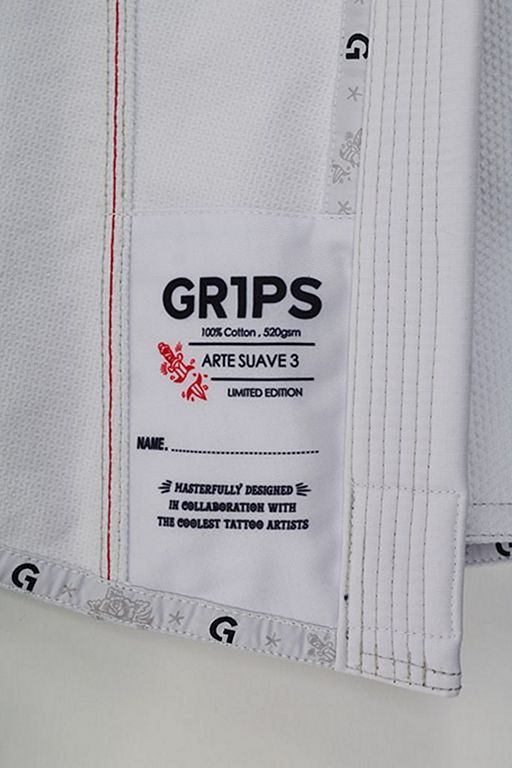 G
GR1PS
100% Cotton . 520gsm
ARTE SUAVE 3
LIMITED EDITION
NAME.
MASTERFULLY DESIGNED
IN COLLABORATION WITH
THE COOLEST TATTOO ARTISTS
G
G